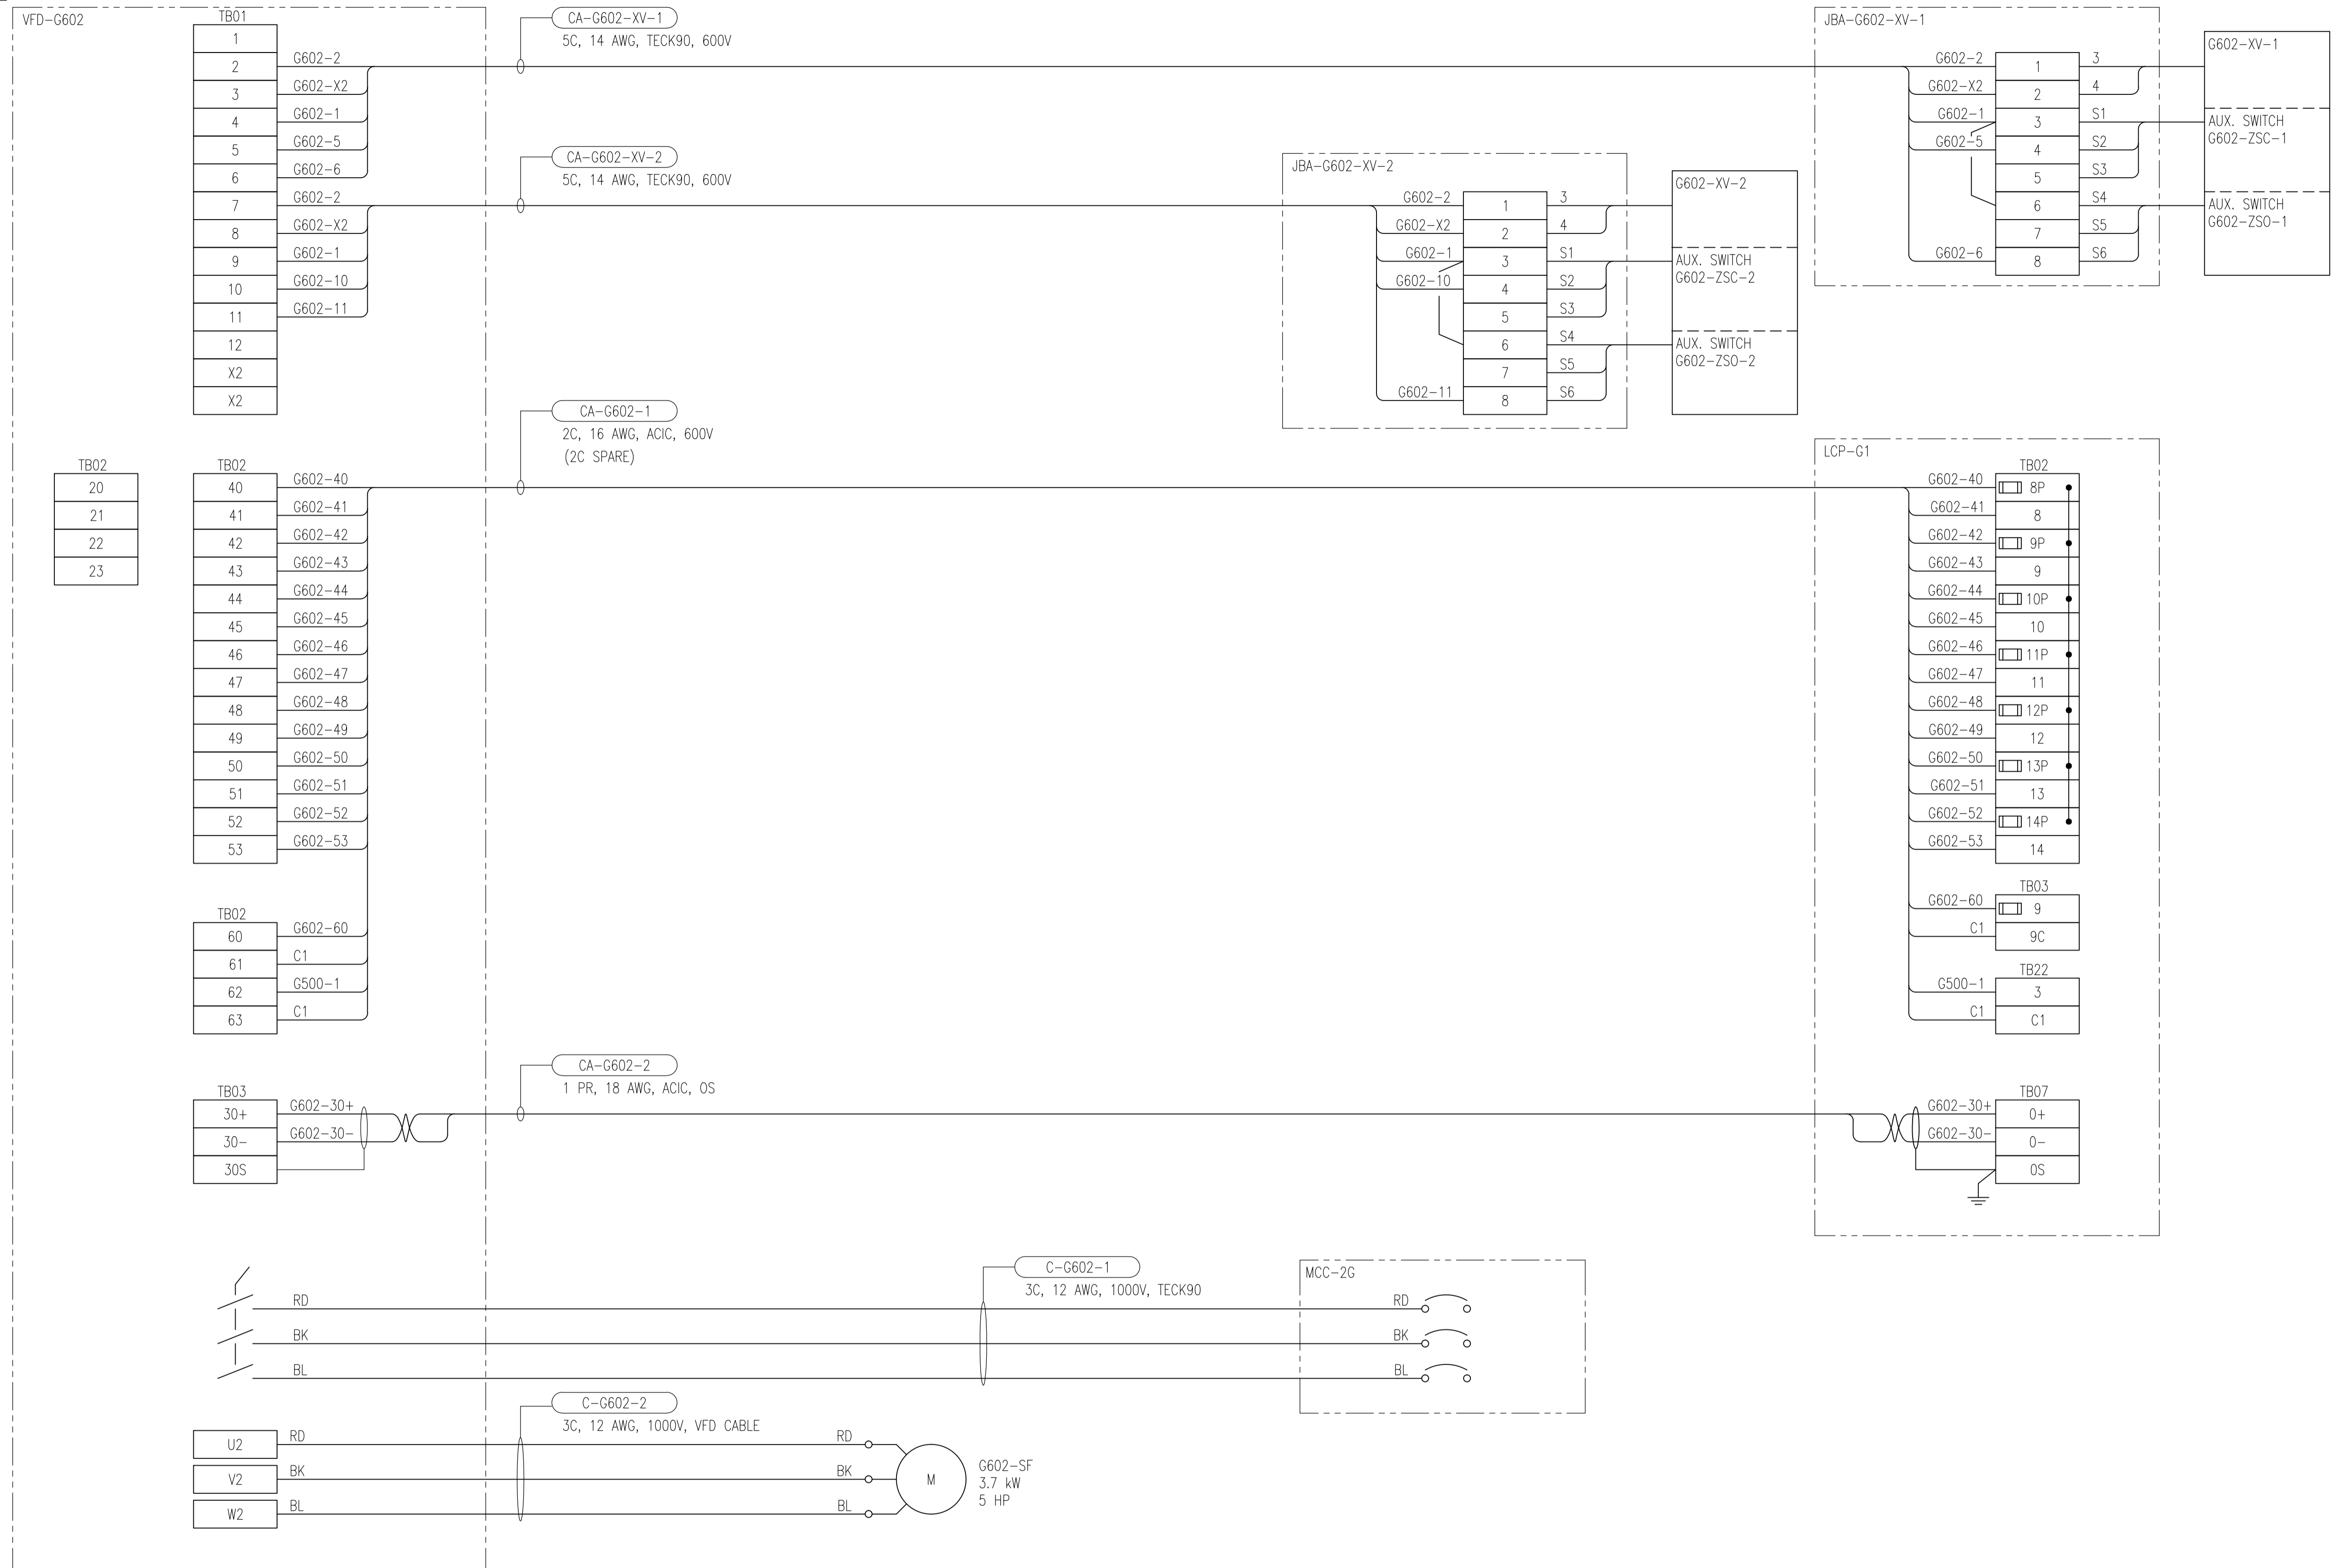 VFD-G602
TB01
1
2
3
4
5
6
7
8
9
10
11
12
X2
X2
G602-2
G602-X2
G602-1
G602-5
G602-6
G602-2
G602-X2
G602-1
G602-10
G602-11
CA-G602-XV-1
5C, 14 AWG, TECK90, 600V
CA-G602-XV-2
5C, 14 AWG, TECK90, 600V
JBA-G602-XV-2
G602-2
G602-X2
G602-1
G602-10
G602-11
1
2
3
4
5
6
7
8
3
4
S1
S2
S3
S4
S5
S6
G602-XV-2
AUX. SWITCH
G602-ZSC-2
AUX. SWITCH
G602-ZSO-2
JBA-G602-XV-1
G602-2
G602-X2
G602-1
G602-5
G602-6
1
2
3
4
5
6
7
8
3
4
S1
S2
S3
S4
S5
S6
G602-XV-1
AUX. SWITCH
G602-ZSC-1
AUX. SWITCH
G602-ZSO-1
TB02
20
21
22
23
TB02
40
41
42
43
44
45
46
47
48
49
50
51
52
53
G602-40
G602-41
G602-42
G602-43
G602-44
G602-45
G602-46
G602-47
G602-48
G602-49
G602-50
G602-51
G602-52
G602-53
CA-G602-1
2C, 16 AWG, ACIC, 600V
(2C SPARE)
LCP-G1
TB02
G602-40
G602-41
G602-42
G602-43
G602-44
G602-45
G602-46
G602-47
G602-48
G602-49
G602-50
G602-51
G602-52
G602-53
8P
8
9P
9
10P
10
11P
11
12P
12
13P
13
14P
14
TB02
60
61
62
63
G602-60
C1
G500-1
C1
TB03
G602-60
C1
9
9C
TB22
G500-1
C1
3
C1
TB03
30+
30-
30S
G602-30+
G602-30-
CA-G602-2
1 PR, 18 AWG, ACIC, OS
TB07
G602-30+
G602-30-
0+
0-
0S
RD
BK
BL
C-G602-1
3C, 12 AWG, 1000V, TECK90
MCC-2G
RD
BK
BL
U2
V2
W2
RD
BK
BL
C-G602-2
3C, 12 AWG, 1000V, VFD CABLE
RD
BK
BL
M
G602-SF
3.7 kW
5 HP